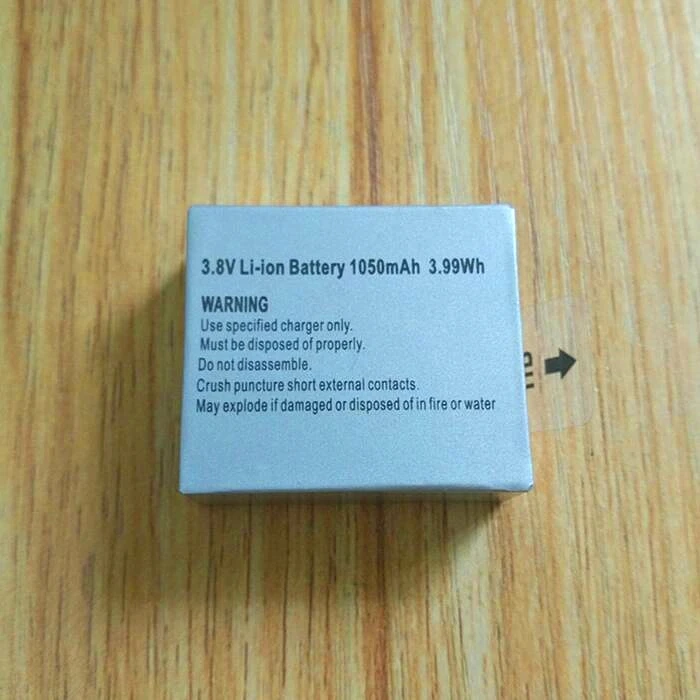 3.8V Li-ion Battery 1050mAh 3.99Wh
WARNING
Use specified charger only.
Must be disposed of properly.
Do not disassemble.
Crush puncture short external contacts.
May explode if damaged or disposed of in fire or water